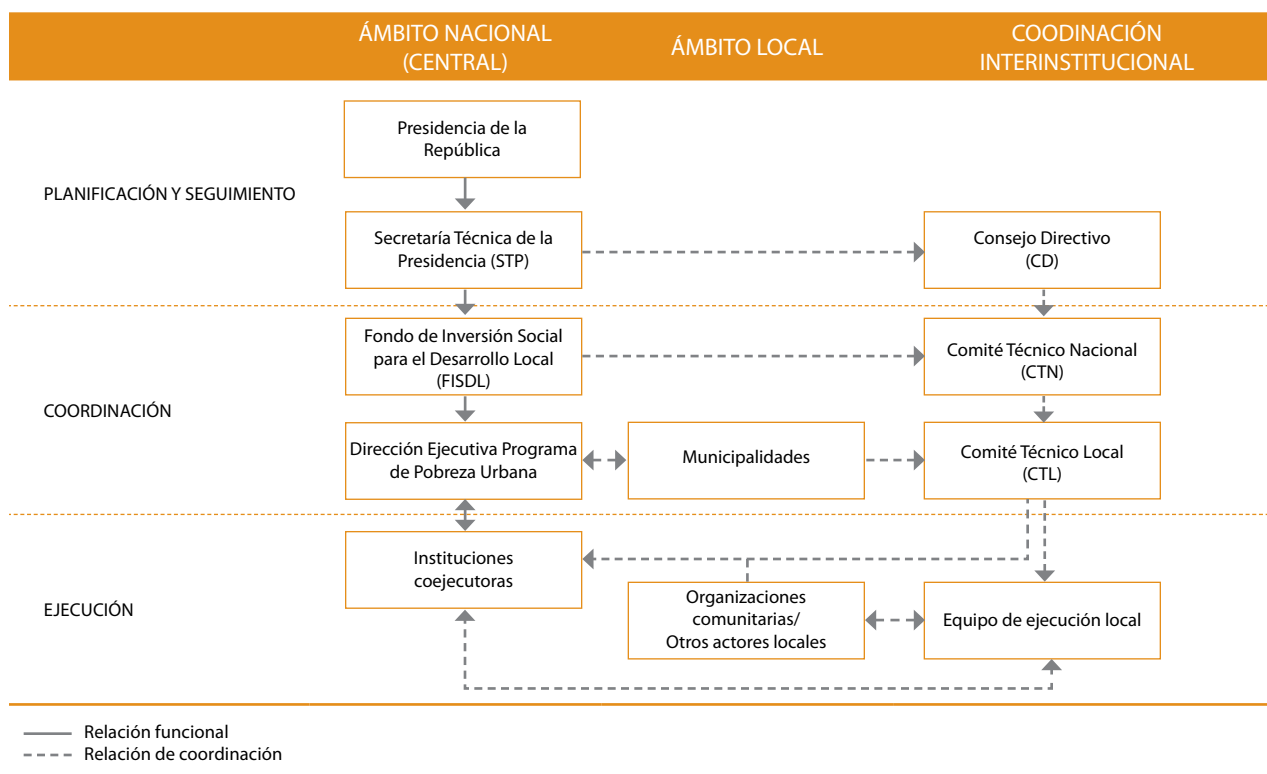 ÁMBITO NACIONAL
(CENTRAL)
ÁMBITO LOCAL
COODINACIÓN
INTERINSTITUCIONAL
PLANIFICACIÓN Y SEGUIMIENTO
Presidencia de la
República
Secretaría Técnica de la
Presidencia (STP)
Consejo Directivo
(CD)
COORDINACIÓN
Fondo de Inversión Social
para el Desarrollo Local
(FISDL)
Comité Técnico Nacional
(CTN)
Dirección Ejecutiva Programa
de Pobreza Urbana
Municipalidades
Comité Técnico Local
(CTL)
EJECUCIÓN
Instituciones
coejecutoras
Organizaciones
comunitarias/
Otros actores locales
Equipo de ejecución local
Relación funcional
Relación de coordinación